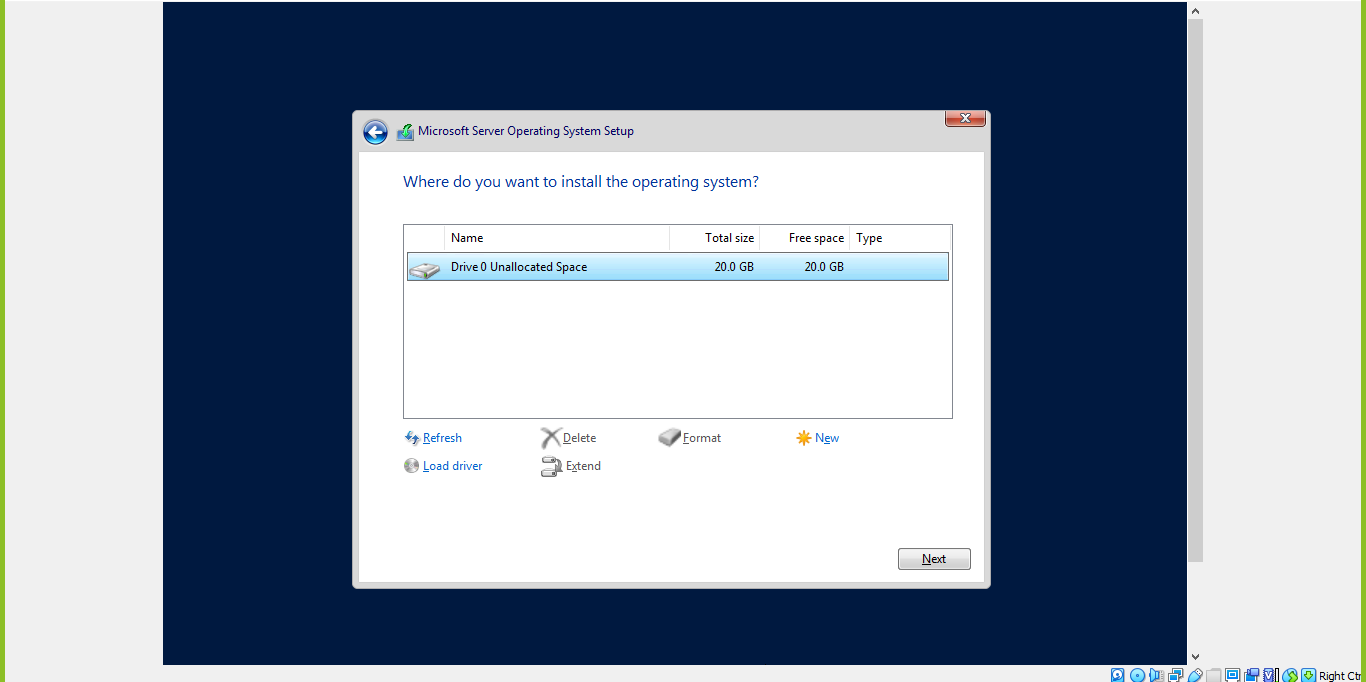 Microsoft Server Operating System Setup
Where do you want to install the operating system?
Name Total size Free space Type
Drive 0 Unallocated Space 20.0 GB 20.0 GB
Refresh Delete Format New
Load driver Extend
Next
Right Ctr